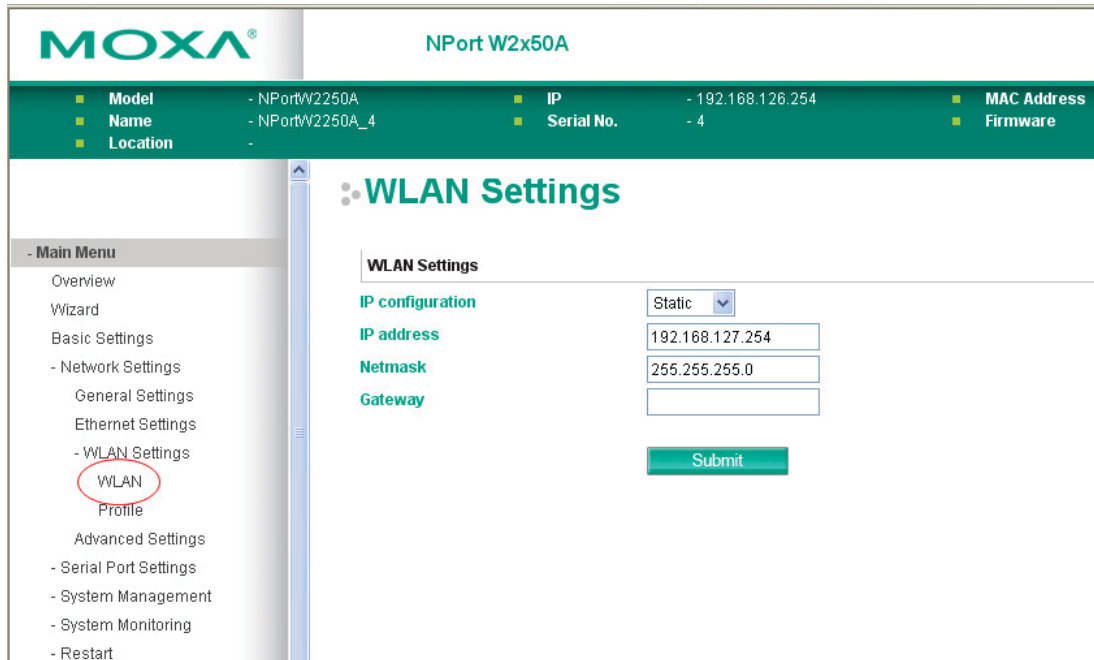 MOXA®
NPort W2x50A
Model - NPortW2250A IP - 192.168.126.254 MAC Address
Name - NPortW2250A_4 Serial No. - 4 Firmware
Location -
WLAN Settings
- Main Menu
Overview
Wizard
Basic Settings
- Network Settings
General Settings
Ethernet Settings
- WLAN Settings
WLAN
Profile
Advanced Settings
- Serial Port Settings
- System Management
- System Monitoring
- Restart
WLAN Settings
IP configuration Static
IP address 192.168.127.254
Netmask 255.255.255.0
Gateway
Submit